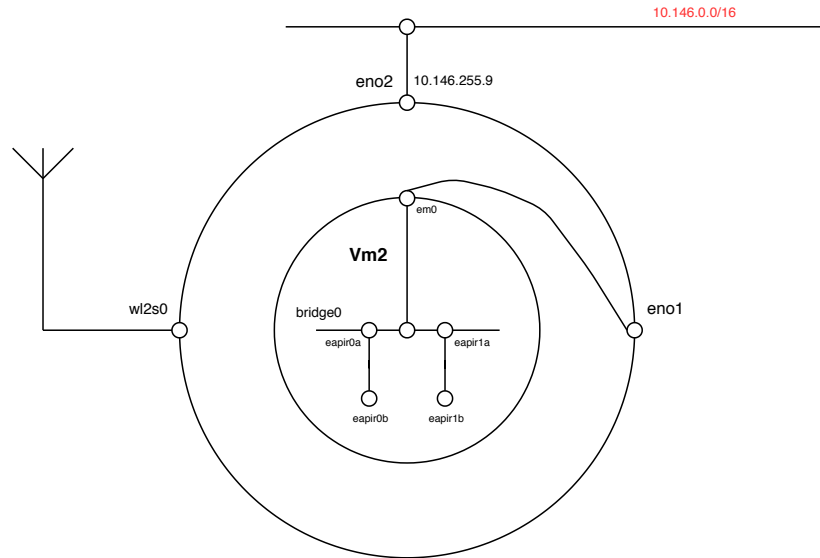 10.146.0.0/16
eno2
10.146.255.9
em0
Vm2
wl2s0
bridge0
eno1
eapir0a
eapir1a
eapir0b
eapir1b